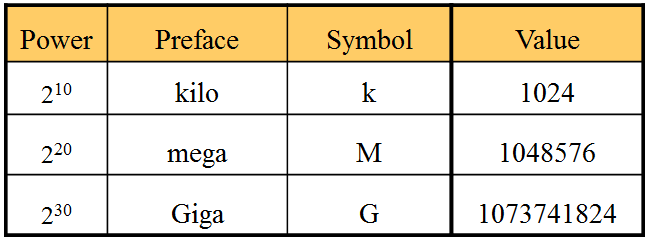 Power Preface Symbol Value
2¹⁰ kilo k 1024
2²⁰ mega M 1048576
2³⁰ Giga G 1073741824